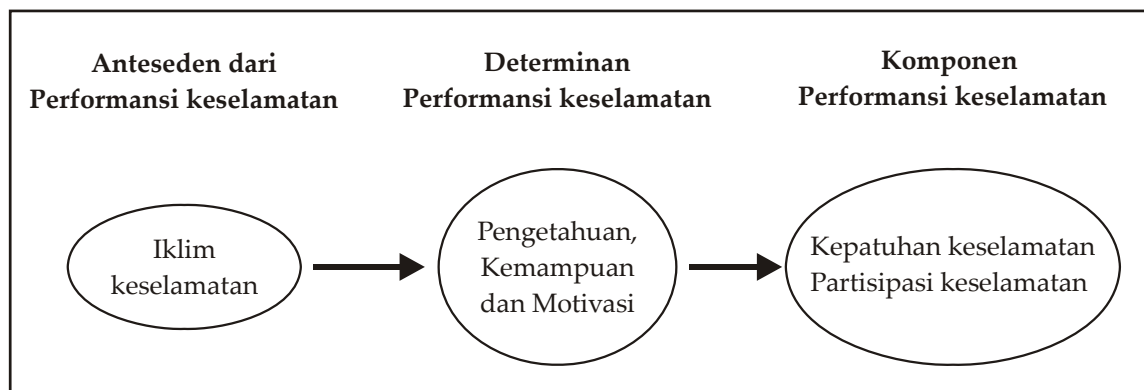 Anteseden dari
Performansi keselamatan
Determinan
Performansi keselamatan
Komponen
Performansi keselamatan
Iklim
keselamatan
Pengetahuan,
Kemampuan
dan Motivasi
Kepatuhan keselamatan
Partisipasi keselamatan